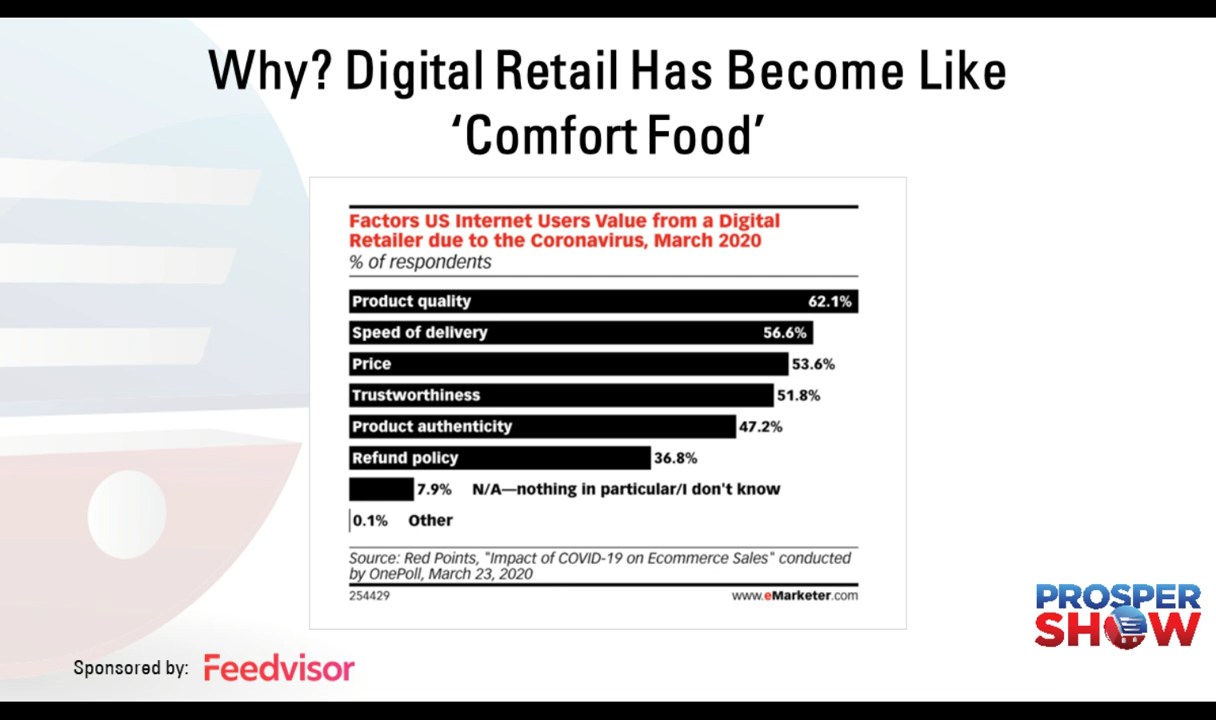 Why? Digital Retail Has Become Like
‘Comfort Food’
Factors US Internet Users Value from a Digital
Retailer due to the Coronavirus, March 2020
% of respondents
Product quality 62.1%
Speed of delivery 56.6%
Price 53.6%
Trustworthiness 51.8%
Product authenticity 47.2%
Refund policy 36.8%
7.9% N/A—nothing in particular/I don't know
0.1% Other
Source: Red Points, "Impact of COVID-19 on Ecommerce Sales" conducted
by OnePoll, March 23, 2020
254429 www.eMarketer.com
PROSPER
SHOW
Sponsored by: Feedvisor